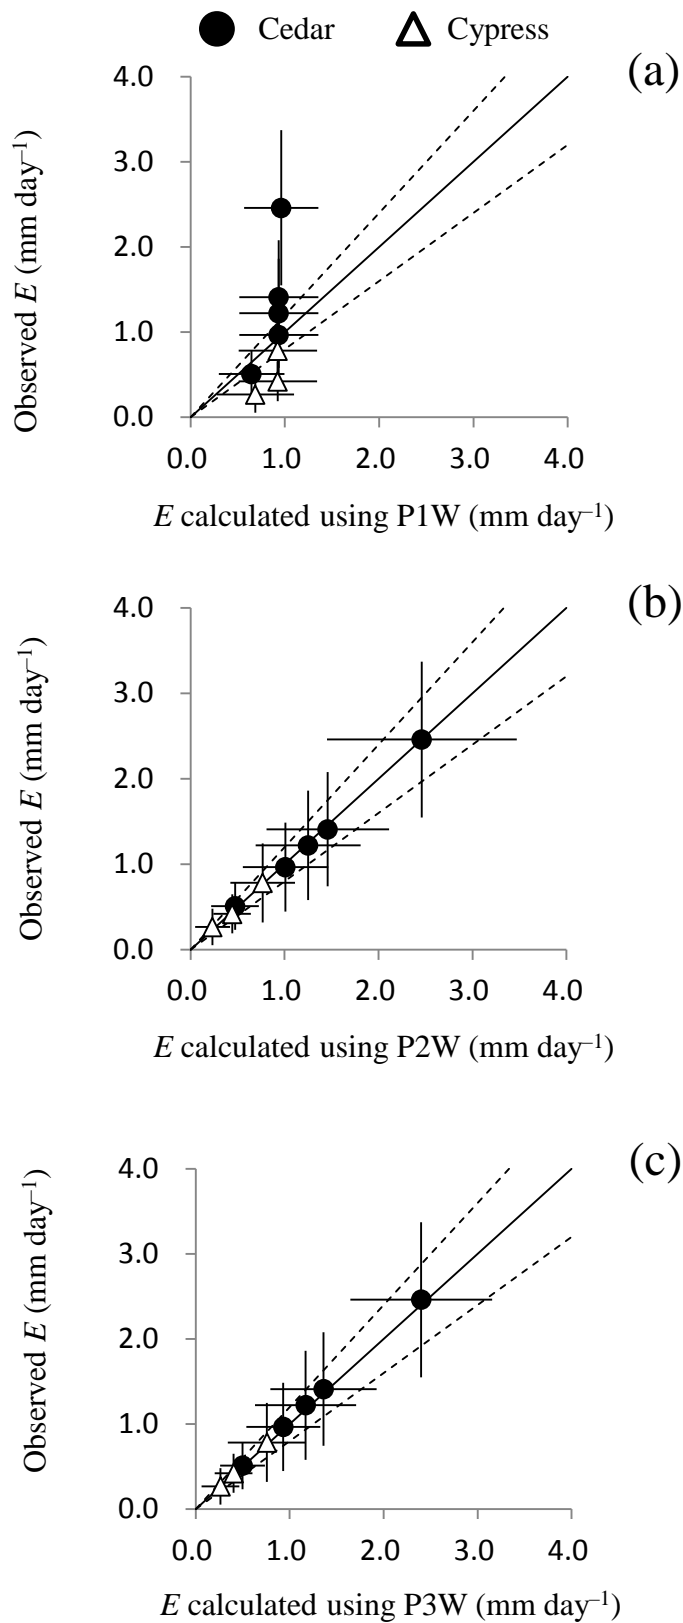 Cedar Cypress
(a)
4.0
3.0
2.0
1.0
0.0
Observed E (mm day⁻¹)
0.0 1.0 2.0 3.0 4.0
E calculated using P1W (mm day⁻¹)
(b)
4.0
3.0
2.0
1.0
0.0
Observed E (mm day⁻¹)
0.0 1.0 2.0 3.0 4.0
E calculated using P2W (mm day⁻¹)
(c)
4.0
3.0
2.0
1.0
0.0
Observed E (mm day⁻¹)
0.0 1.0 2.0 3.0 4.0
E calculated using P3W (mm day⁻¹)